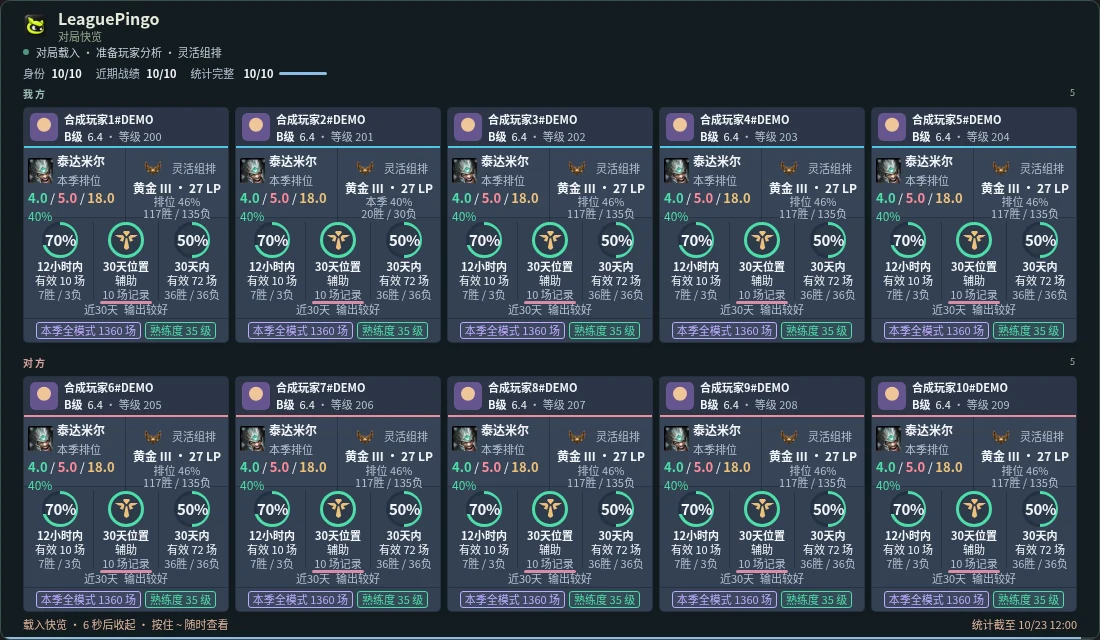 LeaguePingo
对局快览
对局载入 · 准备玩家分析 · 灵活组排
身份 10/10 近期战绩 10/10 统计完整 10/10
我方 5
合成玩家1#DEMO
B级 6.4 · 等级 200
泰达米尔
本季排位
4.0 / 5.0 / 18.0
40%
灵活组排
黄金 III · 27 LP
排位 46%
117胜 / 135负
70%
12小时内
有效 10 场
7胜 / 3负
30天位置
辅助
10 场记录
50%
30天内
有效 72 场
36胜 / 36负
近30天 输出较好
本季全模式 1360 场 熟练度 35 级
合成玩家2#DEMO
B级 6.4 · 等级 201
泰达米尔
本季排位
4.0 / 5.0 / 18.0
40%
灵活组排
黄金 III · 27 LP
本季 40%
20胜 / 30负
70%
12小时内
有效 10 场
7胜 / 3负
30天位置
辅助
10 场记录
50%
30天内
有效 72 场
36胜 / 36负
近30天 输出较好
本季全模式 1360 场 熟练度 35 级
合成玩家3#DEMO
B级 6.4 · 等级 202
泰达米尔
本季排位
4.0 / 5.0 / 18.0
40%
灵活组排
黄金 III · 27 LP
排位 46%
117胜 / 135负
70%
12小时内
有效 10 场
7胜 / 3负
30天位置
辅助
10 场记录
50%
30天内
有效 72 场
36胜 / 36负
近30天 输出较好
本季全模式 1360 场 熟练度 35 级
合成玩家4#DEMO
B级 6.4 · 等级 203
泰达米尔
本季排位
4.0 / 5.0 / 18.0
40%
灵活组排
黄金 III · 27 LP
排位 46%
117胜 / 135负
70%
12小时内
有效 10 场
7胜 / 3负
30天位置
辅助
10 场记录
50%
30天内
有效 72 场
36胜 / 36负
近30天 输出较好
本季全模式 1360 场 熟练度 35 级
合成玩家5#DEMO
B级 6.4 · 等级 204
泰达米尔
本季排位
4.0 / 5.0 / 18.0
40%
灵活组排
黄金 III · 27 LP
排位 46%
117胜 / 135负
70%
12小时内
有效 10 场
7胜 / 3负
30天位置
辅助
10 场记录
50%
30天内
有效 72 场
36胜 / 36负
近30天 输出较好
本季全模式 1360 场 熟练度 35 级
对方 5
合成玩家6#DEMO
B级 6.4 · 等级 205
泰达米尔
本季排位
4.0 / 5.0 / 18.0
40%
灵活组排
黄金 III · 27 LP
排位 46%
117胜 / 135负
70%
12小时内
有效 10 场
7胜 / 3负
30天位置
辅助
10 场记录
50%
30天内
有效 72 场
36胜 / 36负
近30天 输出较好
本季全模式 1360 场 熟练度 35 级
合成玩家7#DEMO
B级 6.4 · 等级 206
泰达米尔
本季排位
4.0 / 5.0 / 18.0
40%
灵活组排
黄金 III · 27 LP
排位 46%
117胜 / 135负
70%
12小时内
有效 10 场
7胜 / 3负
30天位置
辅助
10 场记录
50%
30天内
有效 72 场
36胜 / 36负
近30天 输出较好
本季全模式 1360 场 熟练度 35 级
合成玩家8#DEMO
B级 6.4 · 等级 207
泰达米尔
本季排位
4.0 / 5.0 / 18.0
40%
灵活组排
黄金 III · 27 LP
排位 46%
117胜 / 135负
70%
12小时内
有效 10 场
7胜 / 3负
30天位置
辅助
10 场记录
50%
30天内
有效 72 场
36胜 / 36负
近30天 输出较好
本季全模式 1360 场 熟练度 35 级
合成玩家9#DEMO
B级 6.4 · 等级 208
泰达米尔
本季排位
4.0 / 5.0 / 18.0
40%
灵活组排
黄金 III · 27 LP
排位 46%
117胜 / 135负
70%
12小时内
有效 10 场
7胜 / 3负
30天位置
辅助
10 场记录
50%
30天内
有效 72 场
36胜 / 36负
近30天 输出较好
本季全模式 1360 场 熟练度 35 级
合成玩家10#DEMO
B级 6.4 · 等级 209
泰达米尔
本季排位
4.0 / 5.0 / 18.0
40%
灵活组排
黄金 III · 27 LP
排位 46%
117胜 / 135负
70%
12小时内
有效 10 场
7胜 / 3负
30天位置
辅助
10 场记录
50%
30天内
有效 72 场
36胜 / 36负
近30天 输出较好
本季全模式 1360 场 熟练度 35 级
载入快览 · 6 秒后收起 · 按住 ~ 随时查看 统计截至 10/23 12:00